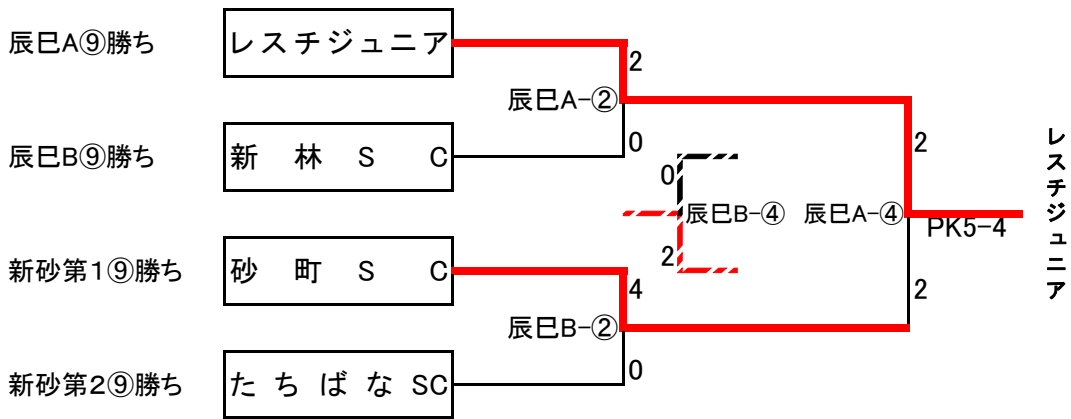 辰巳A⑨勝ち
レスチジュニア
2
辰巳A-②
辰巳B⑨勝ち
新林SC
0
2
0
辰巳B-④
辰巳A-④
PK5-4
レスチジュニア
2
新砂第1⑨勝ち
砂町SC
4
2
辰巳B-②
新砂第2⑨勝ち
たちばなSC
0